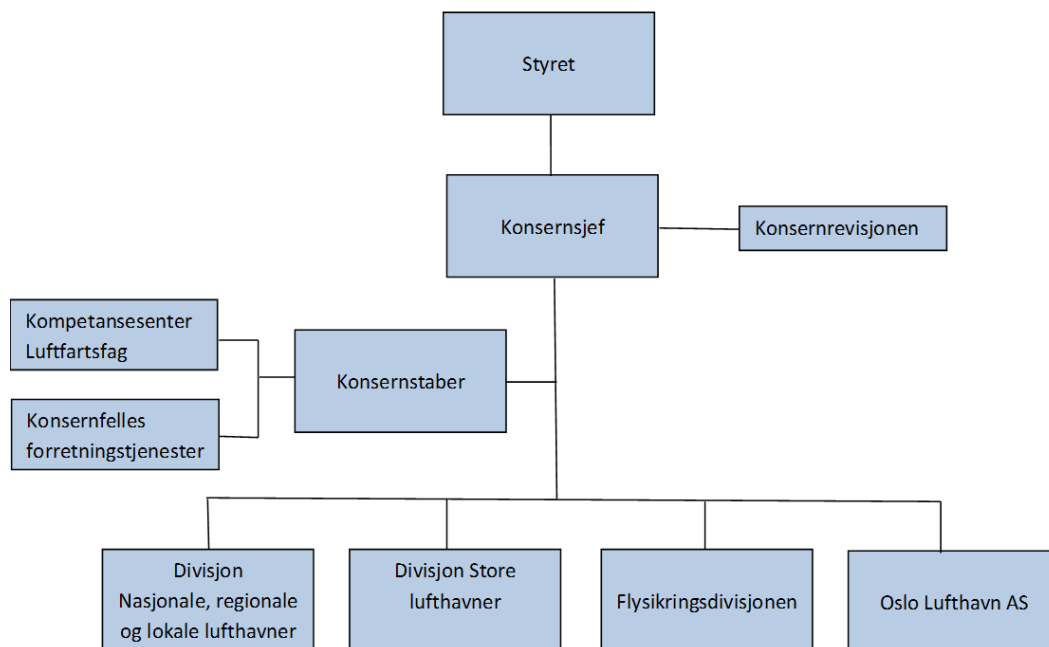 Styret
Konsernsjef
Konsernrevisjonen
Kompetansesenter
Luftfartsfag
Konsernstaber
Konsernfelles
forretningstjenester
Divisjon
Nasjonale, regionale
og lokale lufthavner
Divisjon Store
lufthavner
Flysikringsdivisjonen
Oslo Lufthavn AS